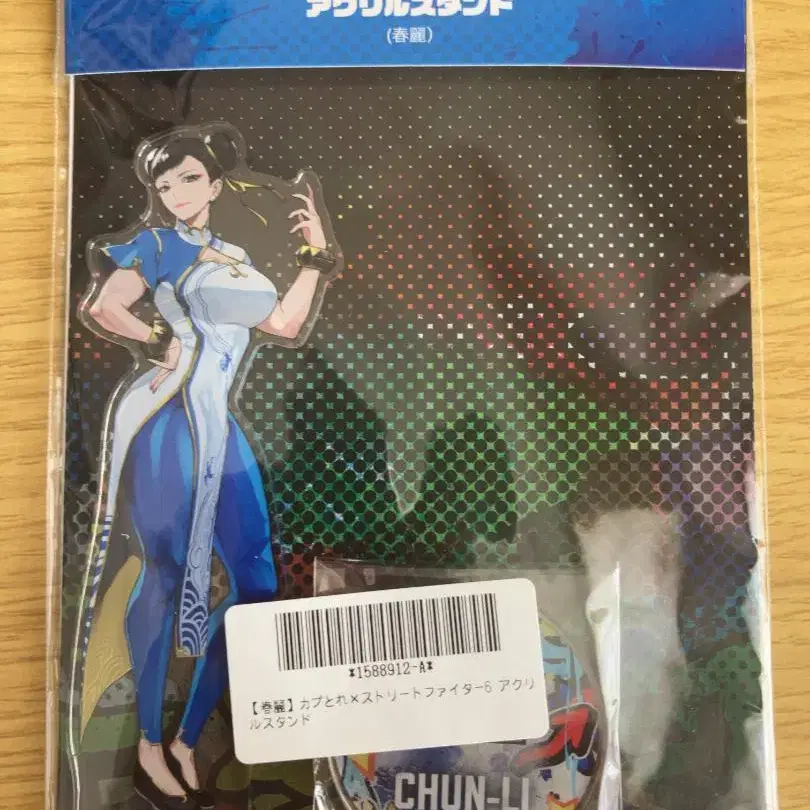 アクリルスタンド
(春麗)
*1588912-A*
【春麗】カプとれ×ストリートファイター6 アクリ
ルスタンド
CHUN-LI